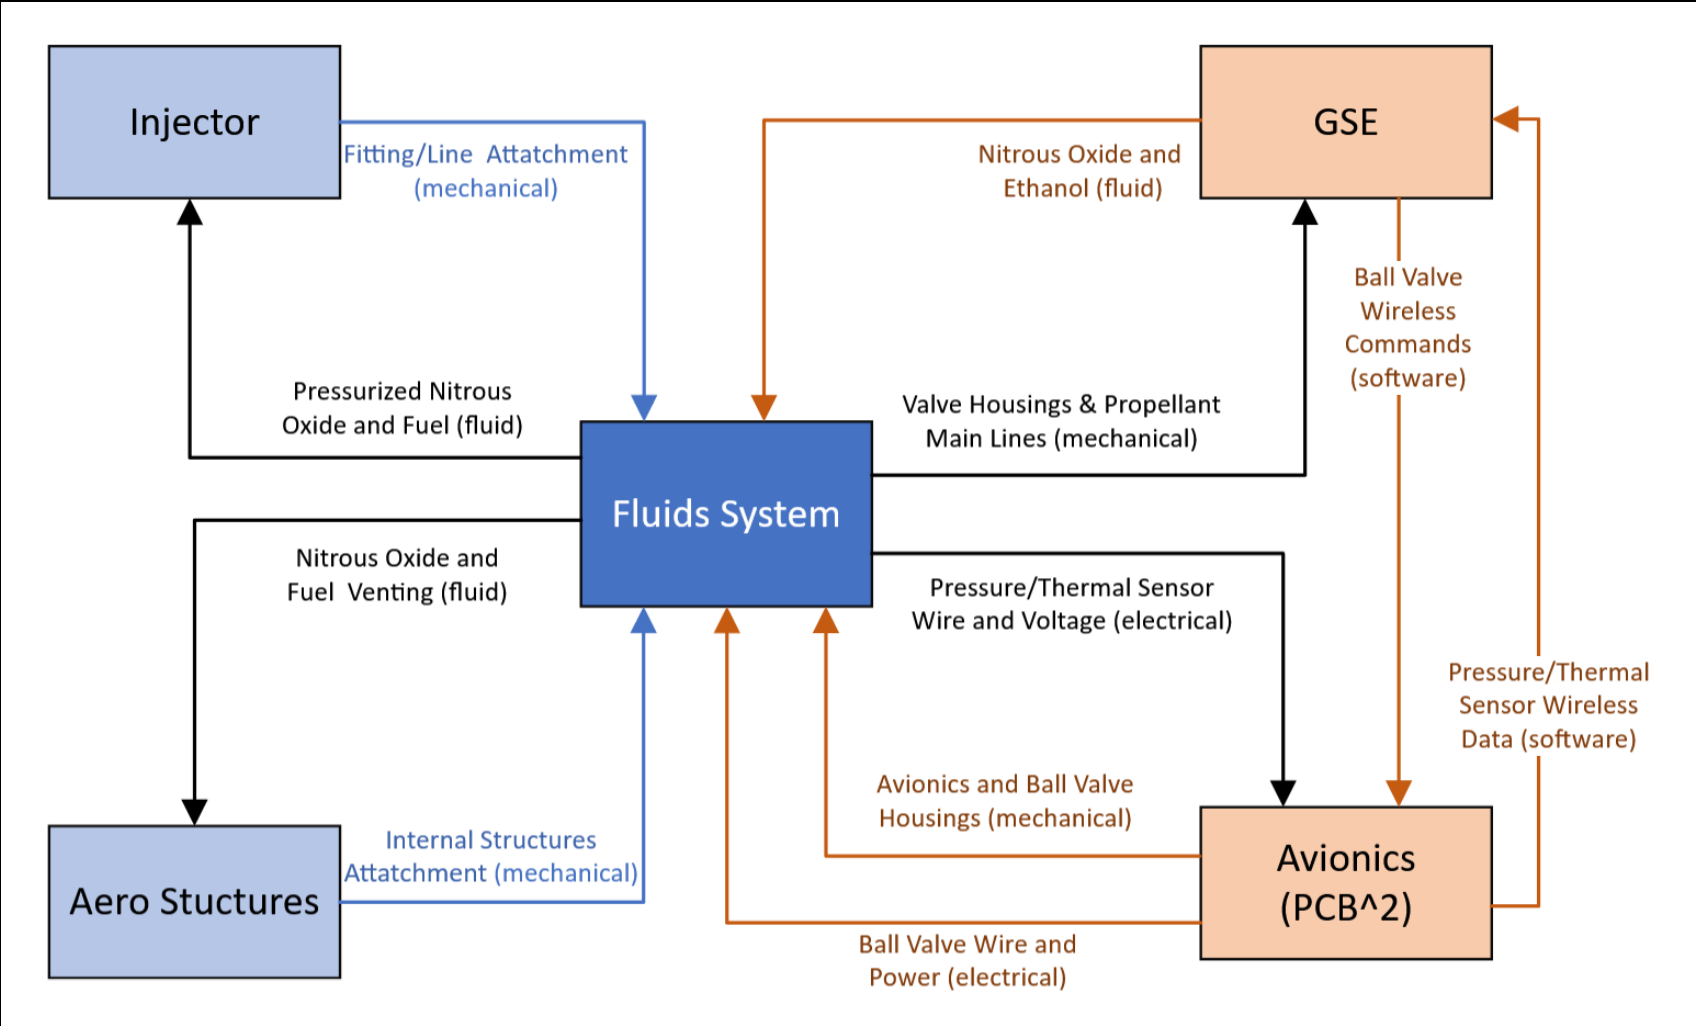 Injector
Fitting/Line  Attatchment
(mechanical)
Nitrous Oxide and
Ethanol (fluid)
GSE
Ball Valve
Wireless
Commands
(software)
Pressurized Nitrous
Oxide and Fuel (fluid)
Valve Housings & Propellant
Main Lines (mechanical)
Fluids System
Nitrous Oxide and
Fuel  Venting (fluid)
Pressure/Thermal Sensor
Wire and Voltage (electrical)
Pressure/Thermal
Sensor Wireless
Data (software)
Avionics and Ball Valve
Housings (mechanical)
Internal Structures
Attatchment (mechanical)
Aero Stuctures
Avionics
(PCB^2)
Ball Valve Wire and
Power (electrical)